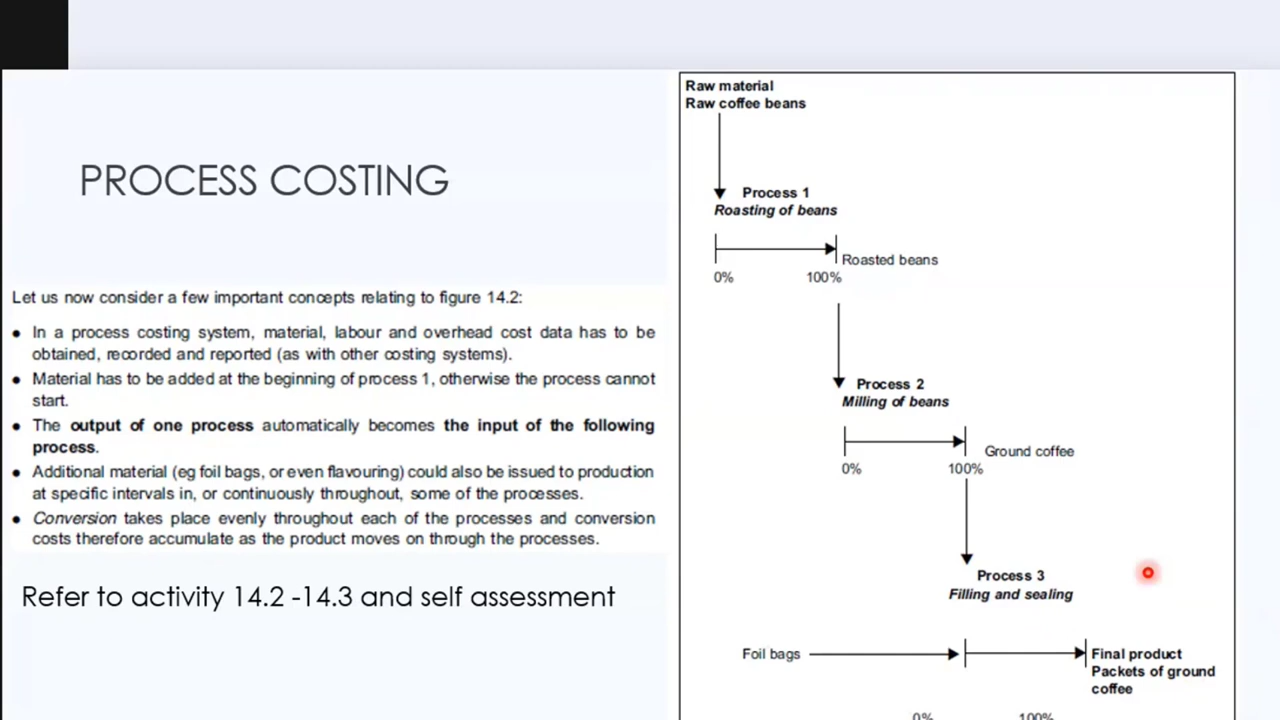 PROCESS COSTING
Let us now consider a few important concepts relating to figure 14.2:
● In a process costing system, material, labour and overhead cost data has to be
obtained, recorded and reported (as with other costing systems).
● Material has to be added at the beginning of process 1, otherwise the process cannot
start.
● The output of one process automatically becomes the input of the following
process.
● Additional material (eg foil bags, or even flavouring) could also be issued to production
at specific intervals in, or continuously throughout, some of the processes.
● Conversion takes place evenly throughout each of the processes and conversion
costs therefore accumulate as the product moves on through the processes.
Refer to activity 14.2 -14.3 and self assessment
Raw material
Raw coffee beans
Process 1
Roasting of beans
Roasted beans
0% 100%
Process 2
Milling of beans
Ground coffee
0% 100%
Process 3
Filling and sealing
Foil bags
Final product
Packets of ground
coffee
0% 100%